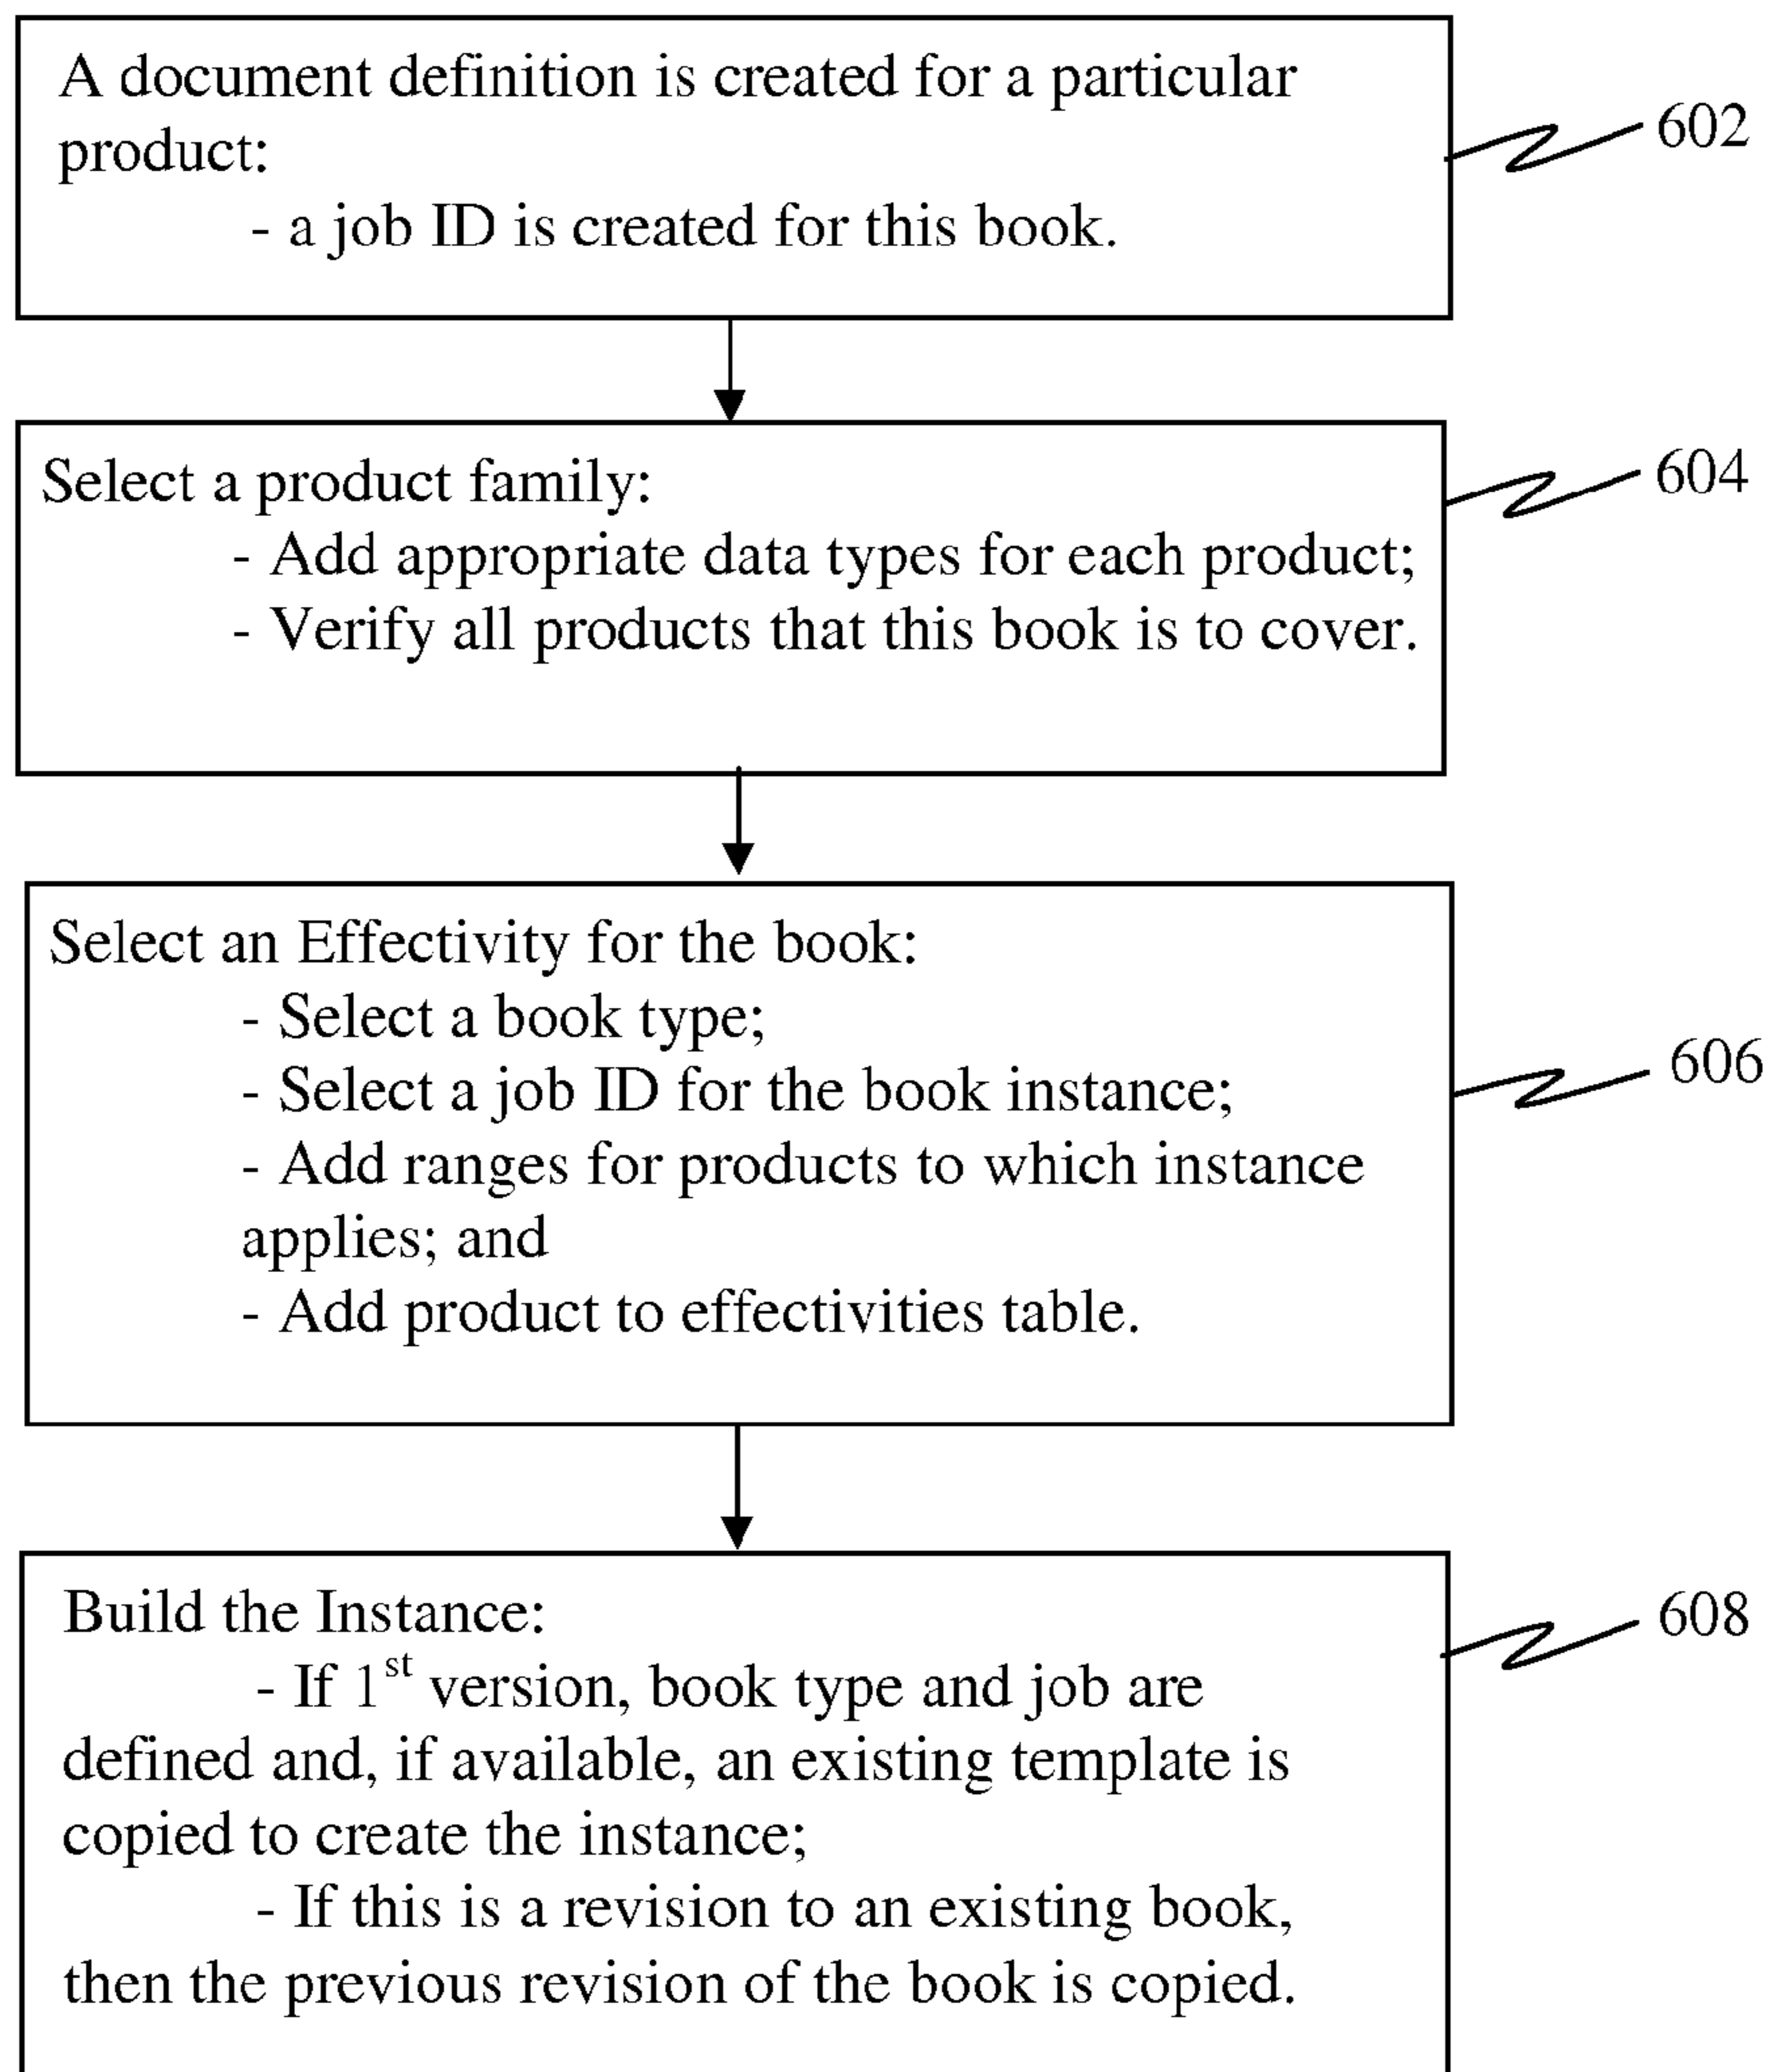 A document definition is created for a particular
product:
- a job ID is created for this book.
602
Select a product family:
- Add appropriate data types for each product;
- Verify all products that this book is to cover.
604
Select an Effectivity for the book:
- Select a book type;
- Select a job ID for the book instance;
- Add ranges for products to which instance
applies; and
- Add product to effectivities table.
606
Build the Instance:
- If 1st version, book type and job are
defined and, if available, an existing template is
copied to create the instance;
- If this is a revision to an existing book,
then the previous revision of the book is copied.
608